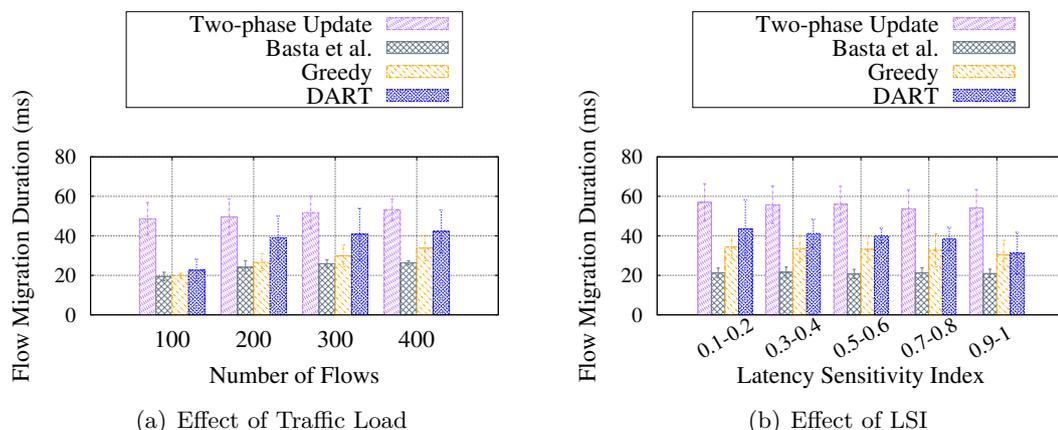 Two-phase Update
Basta et al.
Greedy
DART
Flow Migration Duration (ms)
80
60
40
20
0
100 200 300 400
Number of Flows
(a) Effect of Traffic Load
Two-phase Update
Basta et al.
Greedy
DART
Flow Migration Duration (ms)
80
60
40
20
0
0.1-0.2 0.3-0.4 0.5-0.6 0.7-0.8 0.9-1
Latency Sensitivity Index
(b) Effect of LSI